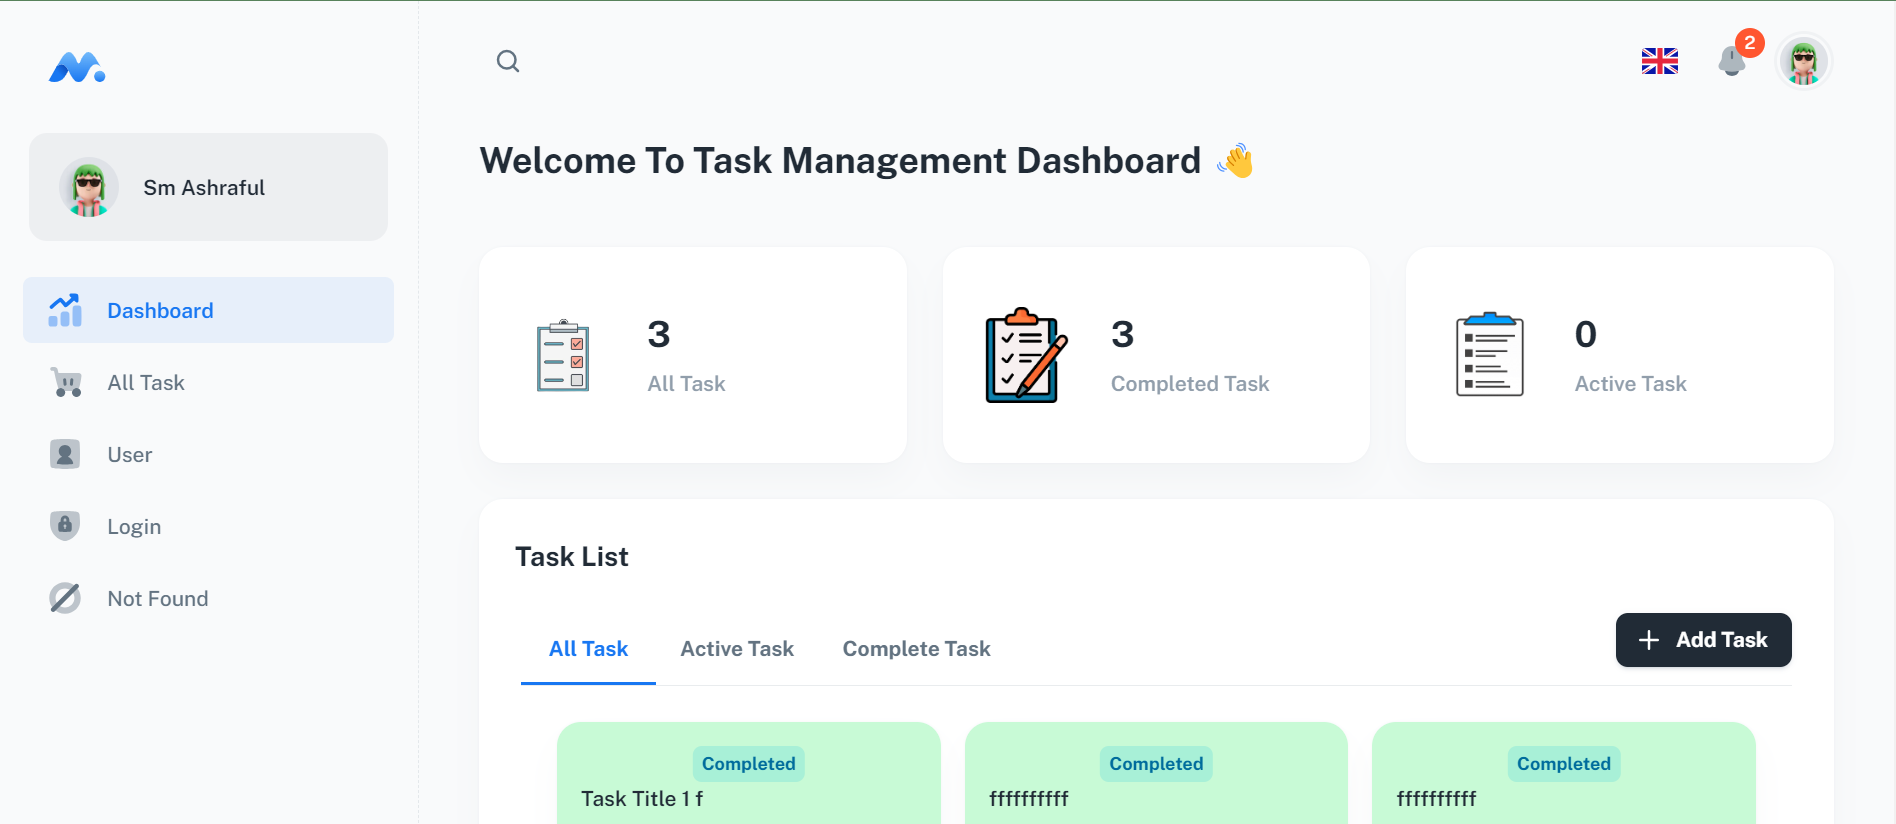 2
Sm Ashraful
Dashboard
All Task
User
Login
Not Found
Welcome To Task Management Dashboard 👋
3
All Task
3
Completed Task
0
Active Task
Task List
All Task
Active Task
Complete Task
Add Task
Completed
Task Title 1 f
Completed
ffffffffff
Completed
ffffffffff